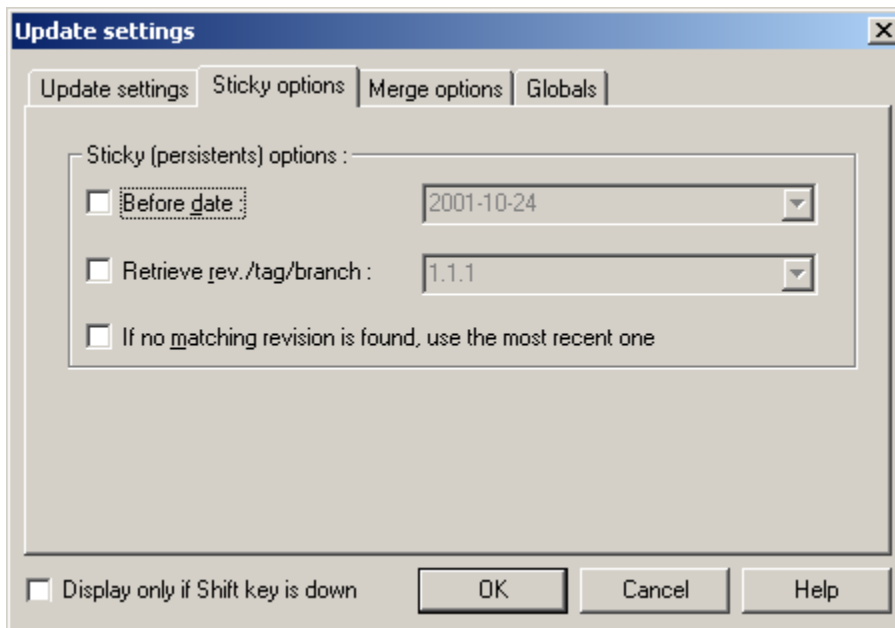 Update settings
Update settings Sticky options Merge options Globals
Sticky (persistents) options :
Before date : 2001-10-24
Retrieve rev./tag/branch : 1.1.1
If no matching revision is found, use the most recent one
Display only if Shift key is down OK Cancel Help